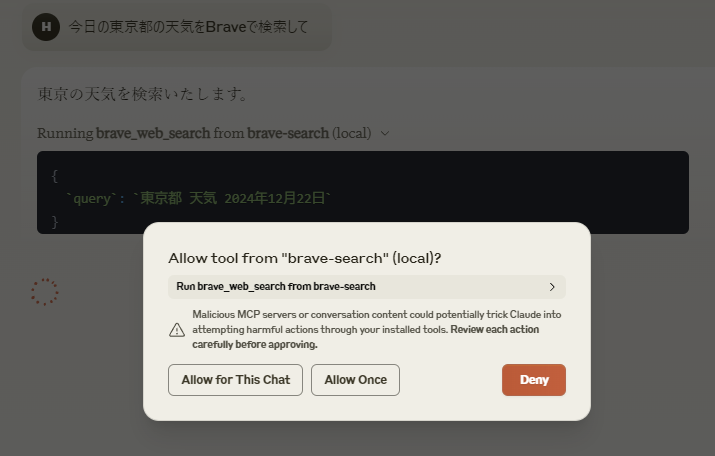 H 今日の東京都の天気をBraveで検索して
東京の天気を検索いたします。
Running brave_web_search from brave-search (local)
{
`query`: `東京都 天気 2024年12月22日`
}
Allow tool from "brave-search" (local)?
Run brave_web_search from brave-search
Malicious MCP servers or conversation content could potentially trick Claude into
attempting harmful actions through your installed tools. Review each action
carefully before approving.
Allow for This Chat Allow Once Deny